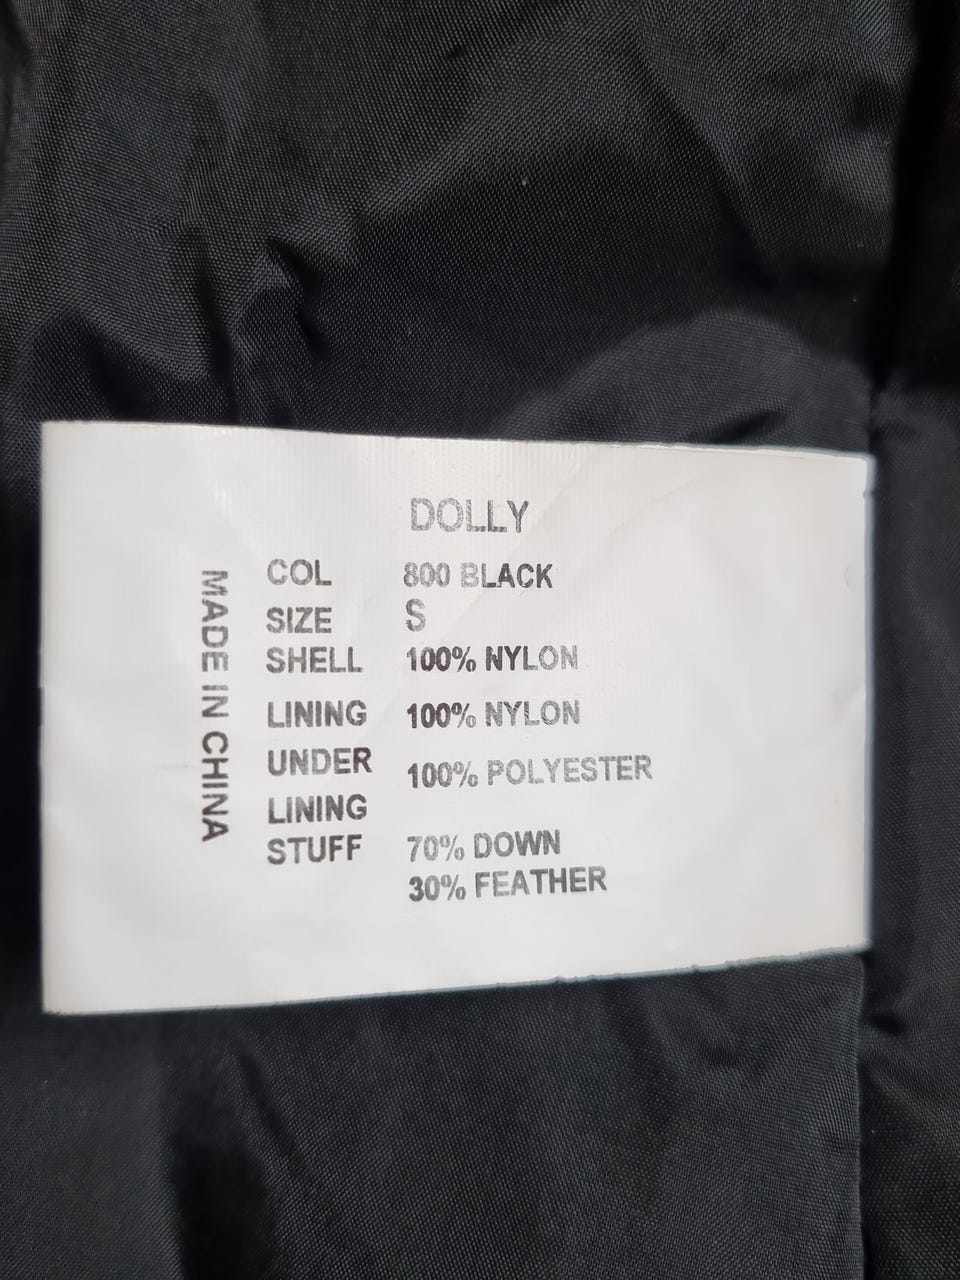 DOLLY
COL 800 BLACK
SIZE S
SHELL 100% NYLON
LINING 100% NYLON
UNDER 100% POLYESTER
LINING
STUFF 70% DOWN
30% FEATHER
MADE IN CHINA